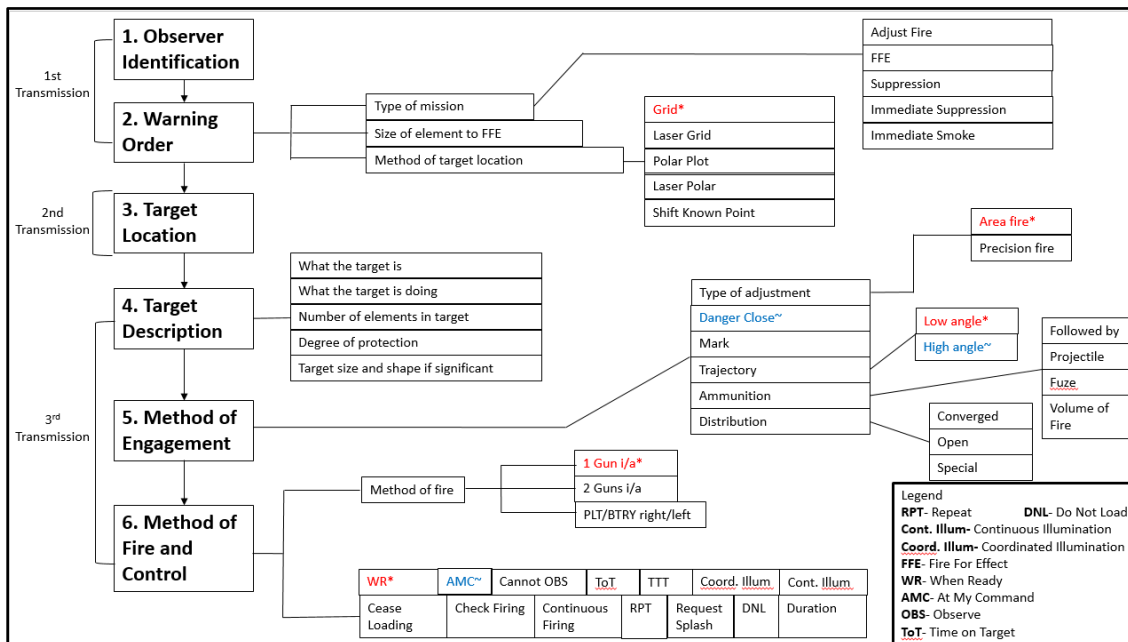 1. Observer
Identification
1st
Transmission
2. Warning
Order
Type of mission
Size of element to FFE
Method of target location
Adjust Fire
FFE
Suppression
Immediate Suppression
Immediate Smoke
Grid*
Laser Grid
Polar Plot
Laser Polar
Shift Known Point
2nd
Transmission
3. Target
Location
4. Target
Description
What the target is
What the target is doing
Number of elements in target
Degree of protection
Target size and shape if significant
3rd
Transmission
5. Method of
Engagement
Type of adjustment
Danger Close~
Mark
Trajectory
Ammunition
Distribution
Area fire*
Precision fire
Low angle*
High angle~
Followed by
Projectile
Fuze
Volume of
Fire
Converged
Open
Special
6. Method of
Fire and
Control
Method of fire
1 Gun i/a*
2 Guns i/a
PLT/BTRY right/left
WR*
AMC~
Cannot OBS
ToT
TTT
Coord. Illum
Cont. Illum
Cease
Loading
Check Firing
Continuous
Firing
RPT
Request
Splash
DNL
Duration
Legend
RPT- Repeat DNL- Do Not Load
Cont. Illum- Continuous Illumination
Coord. Illum- Coordinated Illumination
FFE- Fire For Effect
WR- When Ready
AMC- At My Command
OBS- Observe
ToT- Time on Target